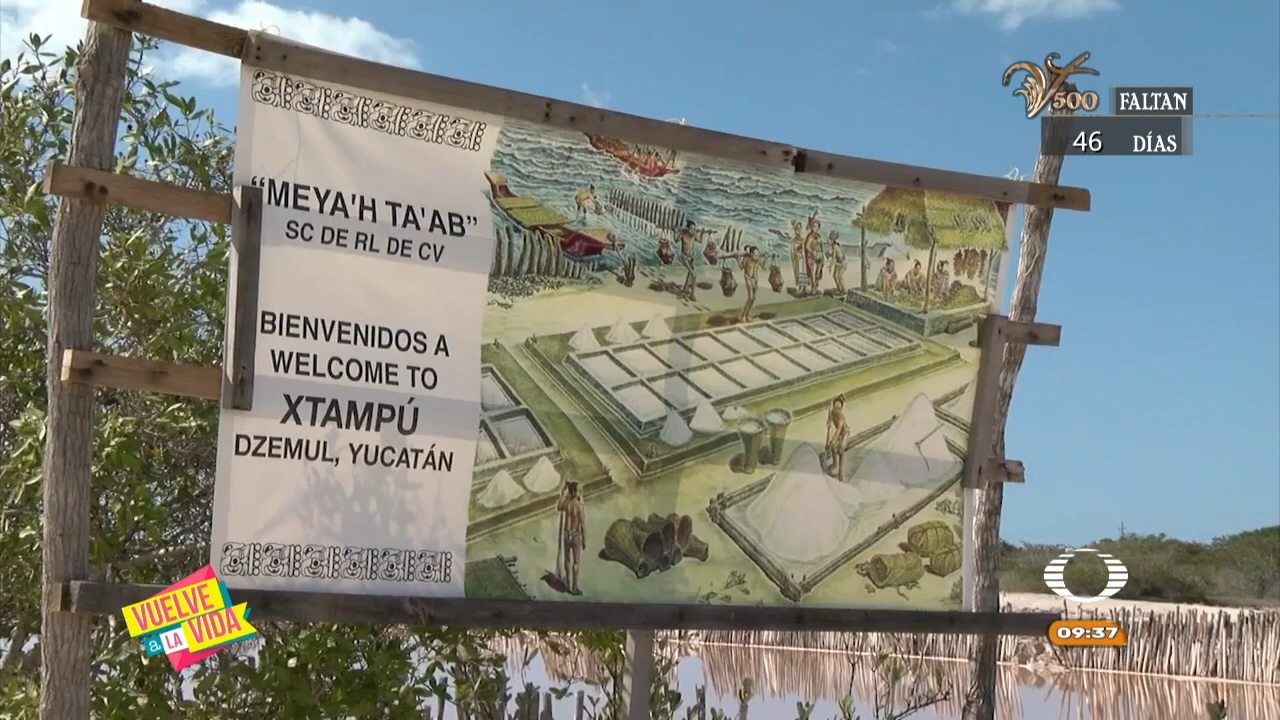 500 FALTAN
46 DÍAS
"MEYA'H TA'AB"
SC DE RL DE CV
BIENVENIDOS A
WELCOME TO
XTAMPÚ
DZEMUL, YUCATÁN
VUELVE
a LA VIDA
09:37